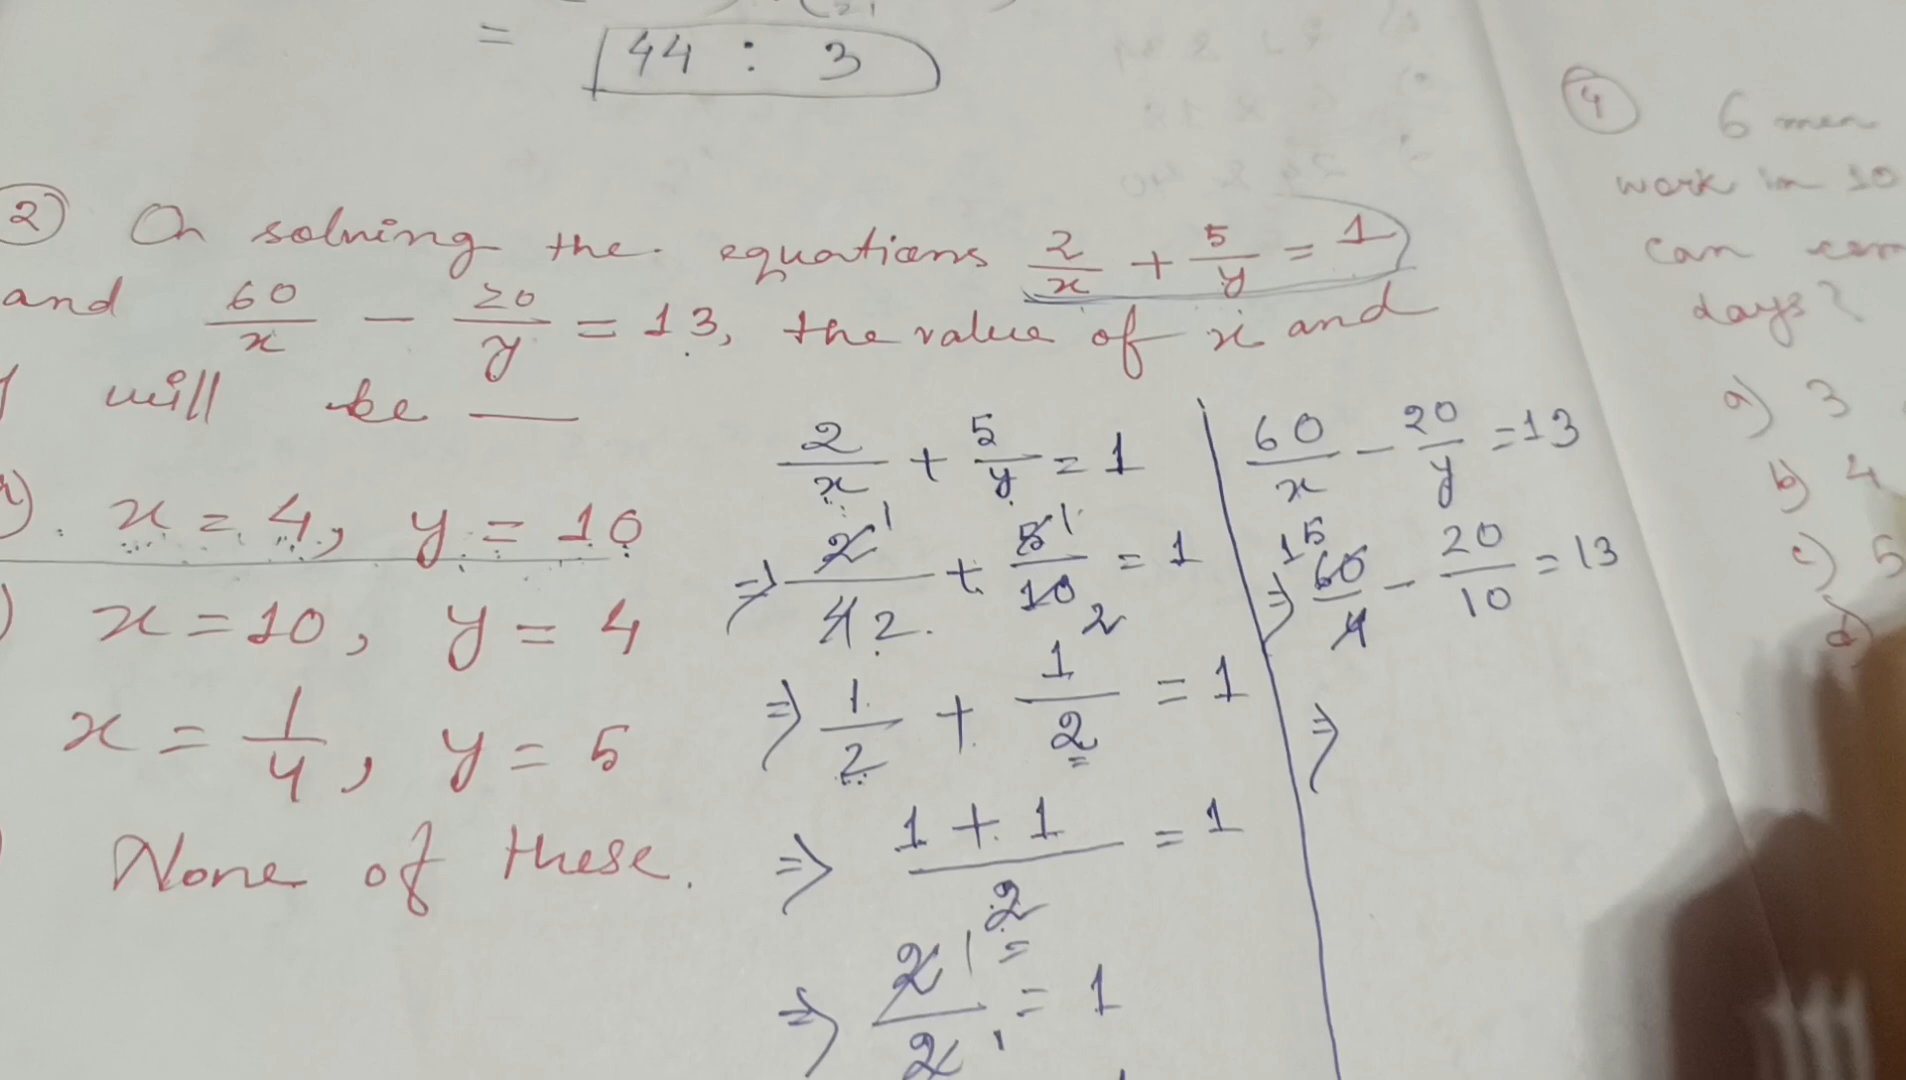 = 44 : 3
2 On solving the equations 2/x + 5/y = 1
and 60/x - 20/y = 13, the value of x and
will be ___
x = 4, y = 10
x = 10, y = 4
x = 1/4, y = 5
None of these.
2/x + 5/y = 1
⇒ 2/4 + 5/10 = 1
⇒ 1/2 + 1/2 = 1
⇒ 1 + 1/2 = 1
⇒ 2/2 = 1
60/x - 20/y = 13
⇒ 60/4 - 20/10 = 13
⇒
4 6 men
work in 10
can com
days?
a) 3
b) 4
c) 5
d)